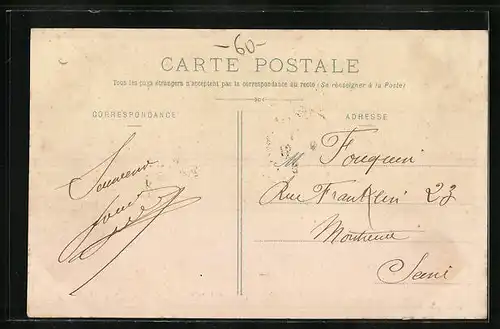 -60-
CARTE POSTALE
Tous les pays étrangers n'acceptent pas la correspondance au recto (Se renseigner à la Poste)
CORRESPONDANCE
ADRESSE
Souvenir
M
Fouquin
Rue Franklin 23
Montreuil
Seine